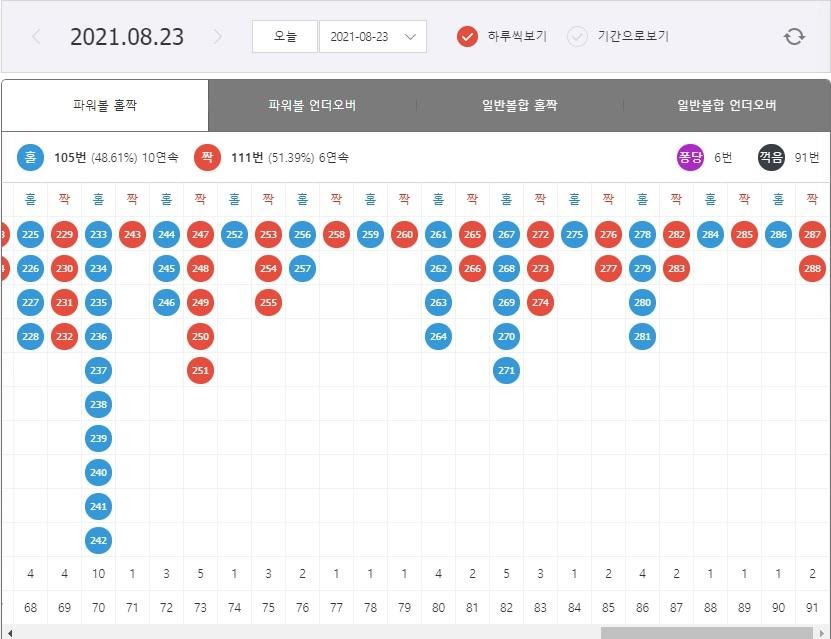 2021.08.23 오늘 2021-08-23 하루씩보기 기간으로보기
파워볼 홀짝 파워볼 언더오버 일반볼합 홀짝 일반볼합 언더오버
홀 105번 (48.61%) 10연속 짝 111번 (51.39%) 6연속 퐁당 6번 꺾음 91번
홀 짝 홀 짝 홀 짝 홀 짝 홀 짝 홀 짝 홀 짝 홀 짝 홀 짝 홀 짝 홀 짝 홀 짝
225 229 233 243 244 247 252 253 256 258 259 260 261 265 267 272 275 276 278 282 284 285 286 287
226 230 234 245 248 254 257 262 266 268 273 277 279 283 288
227 231 235 246 249 255 263 269 274 280
228 232 236 250 264 270 281
237 251 271
238
239
240
241
242
4 4 10 1 3 5 1 3 2 1 1 1 4 2 5 3 1 2 4 2 1 1 1 2
68 69 70 71 72 73 74 75 76 77 78 79 80 81 82 83 84 85 86 87 88 89 90 91